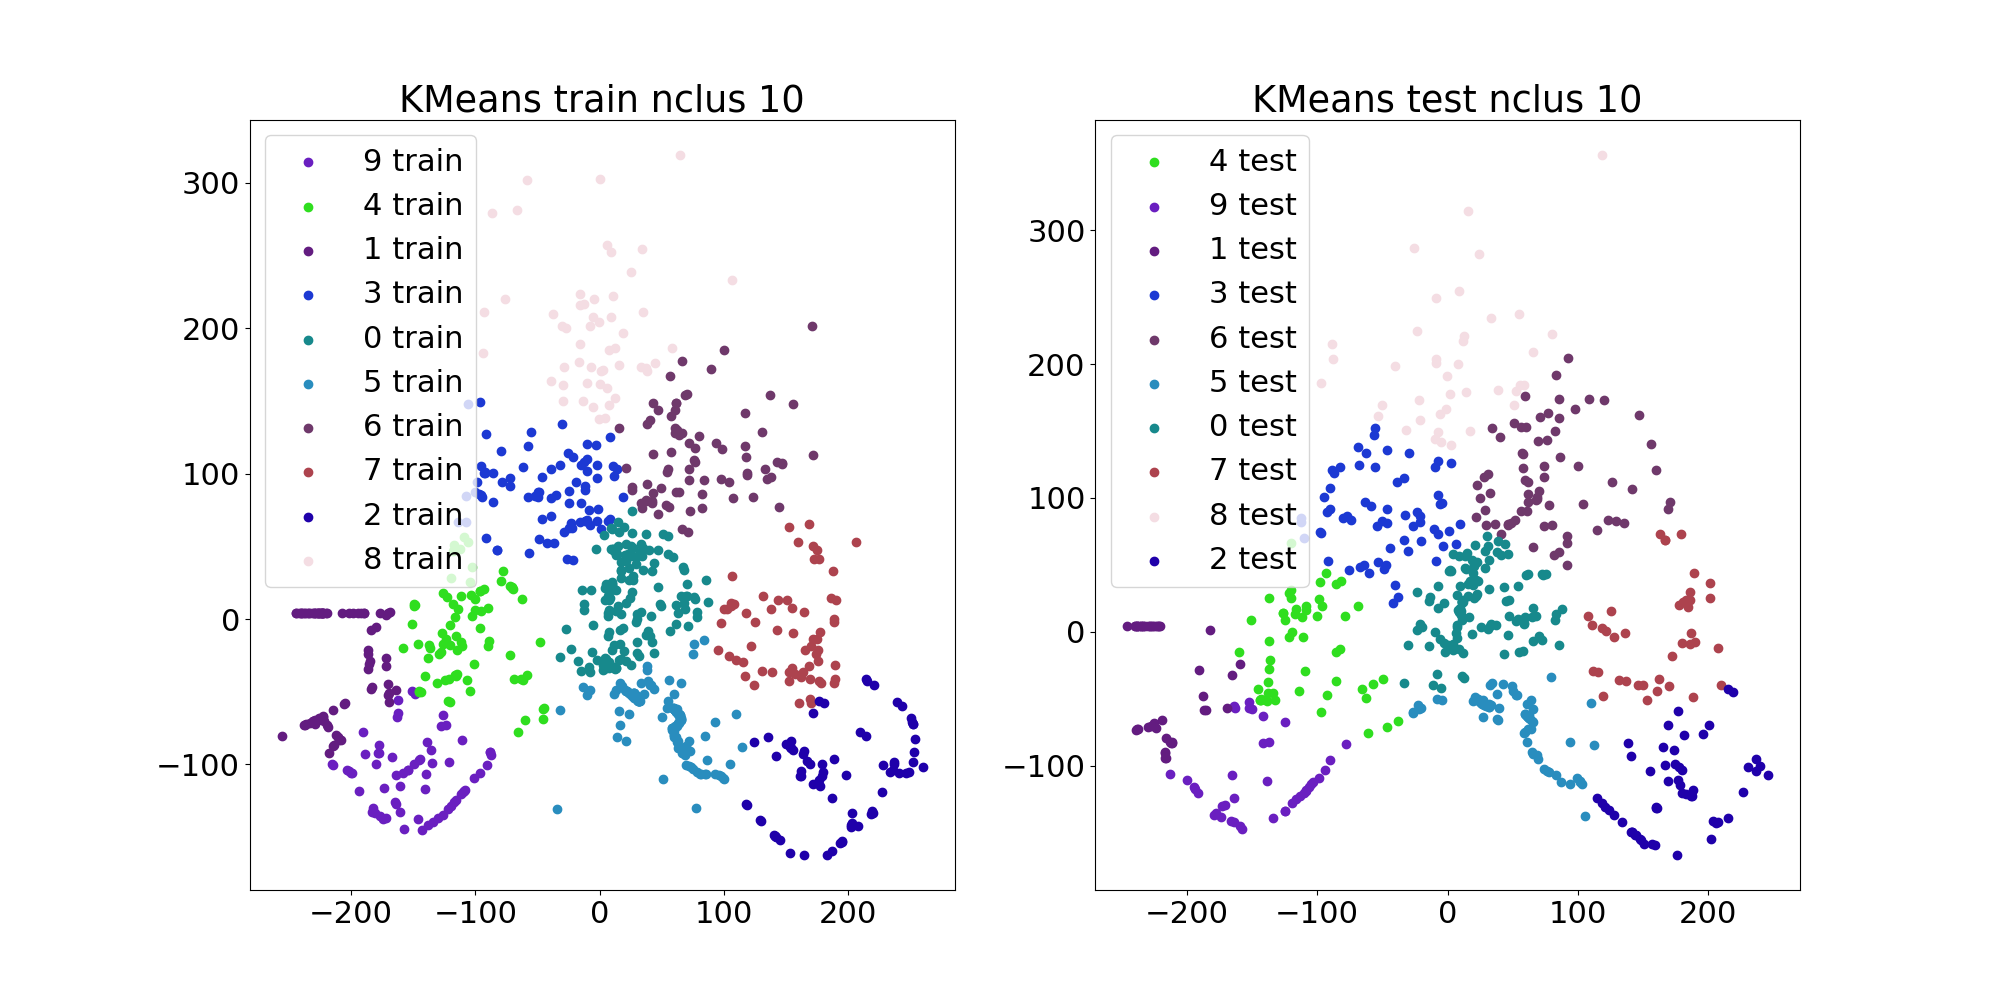 KMeans train nclus 10
9 train
4 train
1 train
3 train
0 train
5 train
6 train
7 train
2 train
8 train
300
200
100
0
−100
−200
−100
0
100
200
KMeans test nclus 10
4 test
9 test
1 test
3 test
6 test
5 test
0 test
7 test
8 test
2 test
300
200
100
0
−100
−200
−100
0
100
200